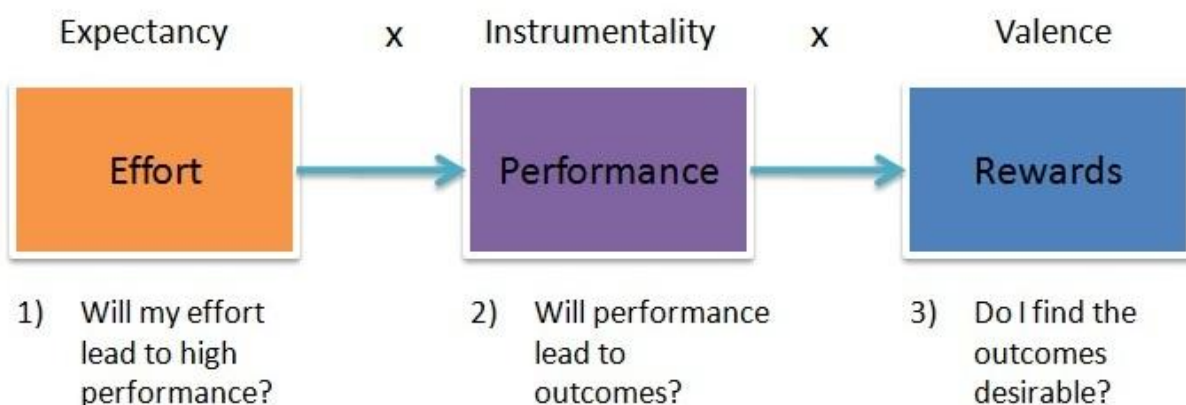 Expectancy x Instrumentality x Valence
Effort Performance Rewards
1) Will my effort
lead to high
performance?
2) Will performance
lead to
outcomes?
3) Do I find the
outcomes
desirable?